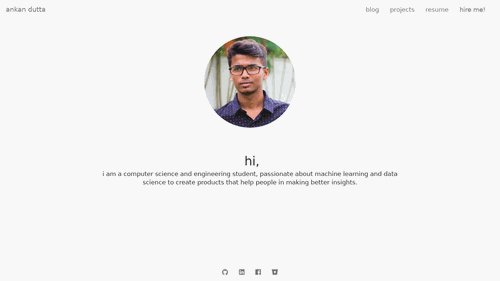 ankan dutta
blog
projects
resume
hire me!
hi,
i am a computer science and engineering student, passionate about machine learning and data
science to create products that help people in making better insights.